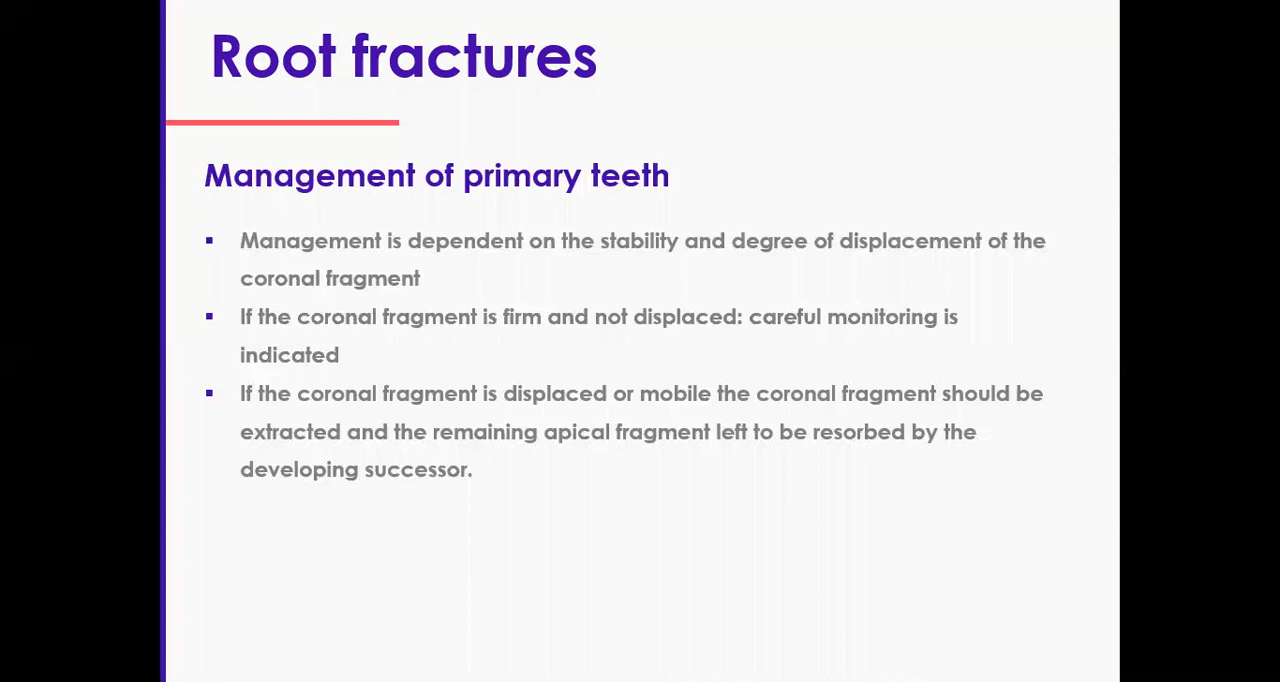 Root fractures
Management of primary teeth
▪ Management is dependent on the stability and degree of displacement of the
coronal fragment
▪ If the coronal fragment is firm and not displaced: careful monitoring is
indicated
▪ If the coronal fragment is displaced or mobile the coronal fragment should be
extracted and the remaining apical fragment left to be resorbed by the
developing successor.